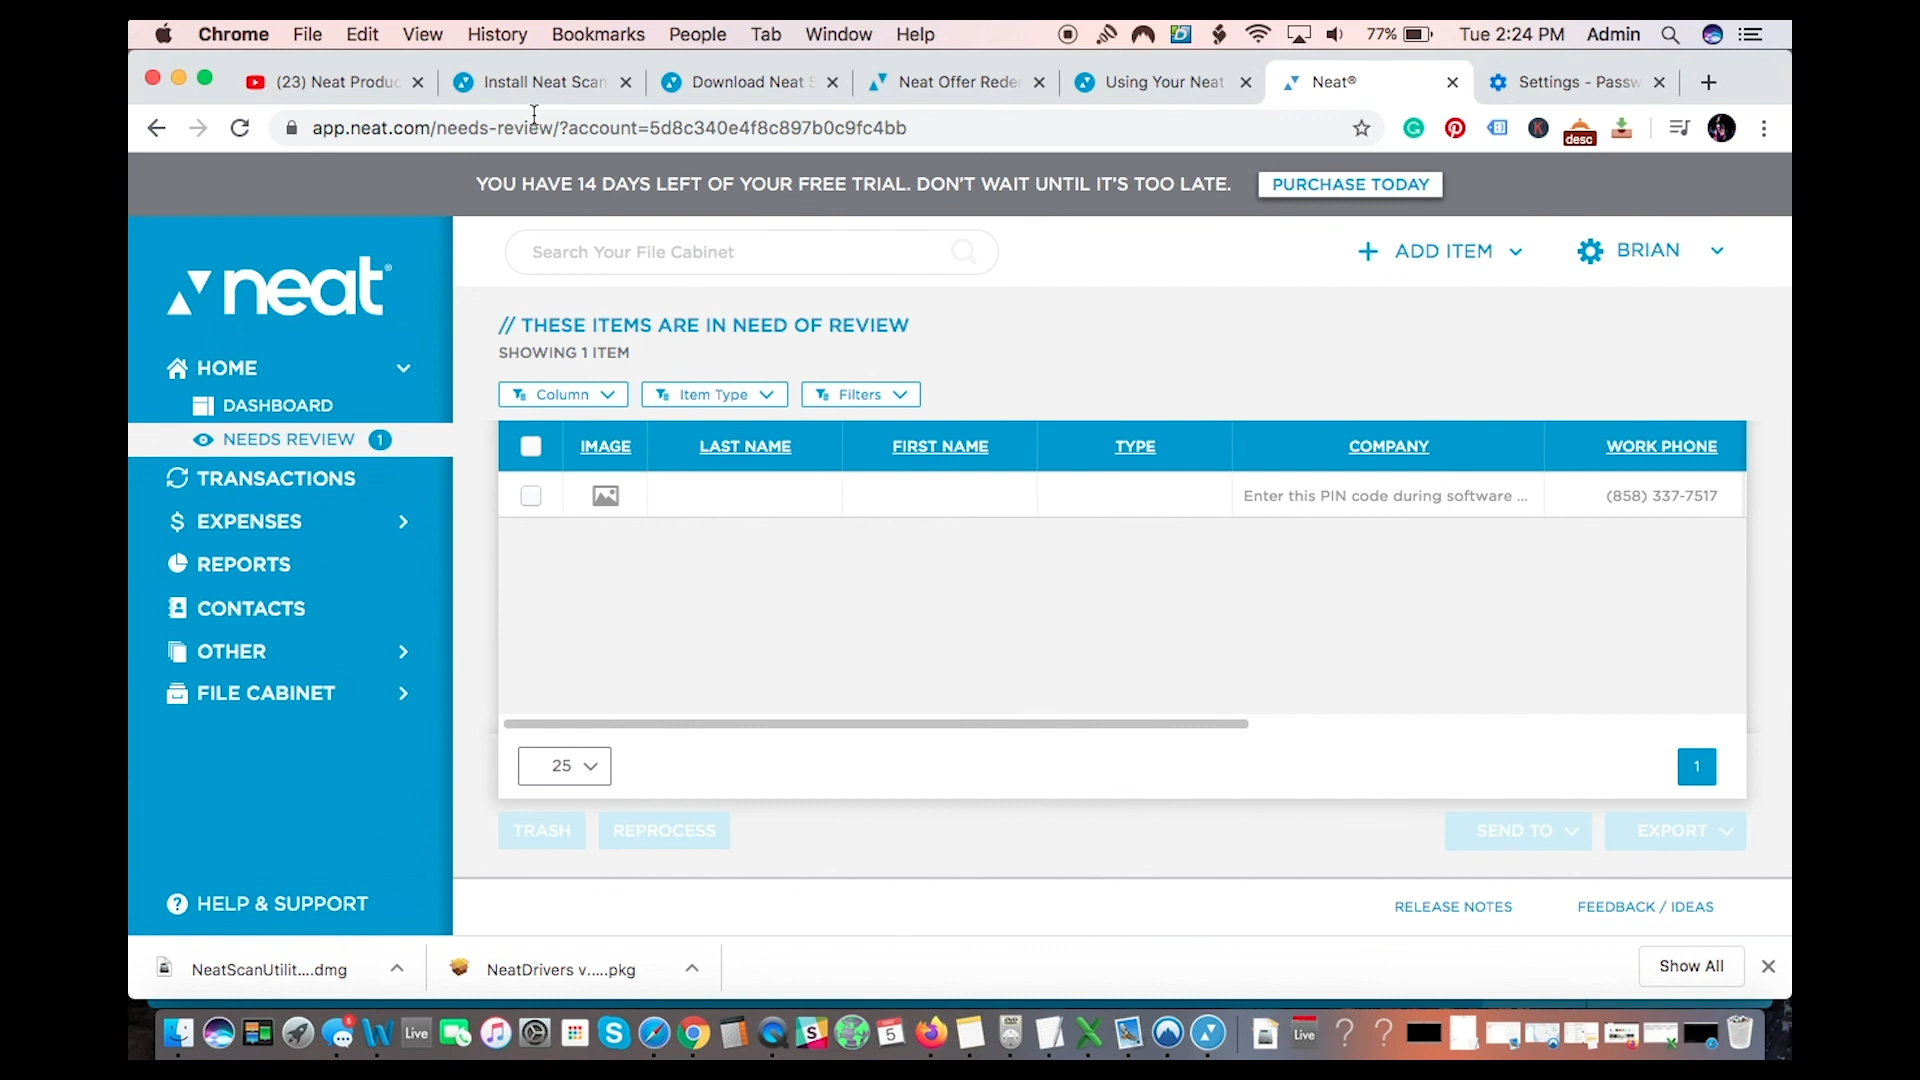 Chrome File Edit View History Bookmarks People Tab Window Help 77% Tue 2:24 PM Admin
(23) Neat Produc Install Neat Scan Download Neat S Neat Offer Reder Using Your Neat Neat® Settings - Passw
app.neat.com/needs-review/?account=5d8c340e4f8c897b0c9fc4bb
desc
YOU HAVE 14 DAYS LEFT OF YOUR FREE TRIAL. DON'T WAIT UNTIL IT'S TOO LATE. PURCHASE TODAY
neat®
Search Your File Cabinet
ADD ITEM
BRIAN
// THESE ITEMS ARE IN NEED OF REVIEW
SHOWING 1 ITEM
HOME
DASHBOARD
NEEDS REVIEW 1
TRANSACTIONS
EXPENSES
REPORTS
CONTACTS
OTHER
FILE CABINET
HELP & SUPPORT
Column Item Type Filters
IMAGE LAST NAME FIRST NAME TYPE COMPANY WORK PHONE
Enter this PIN code during software ... (858) 337-7517
25
1
TRASH REPROCESS SEND TO EXPORT
RELEASE NOTES FEEDBACK / IDEAS
NeatScanUtilit....dmg NeatDrivers v.....pkg Show All
Live 5 Live